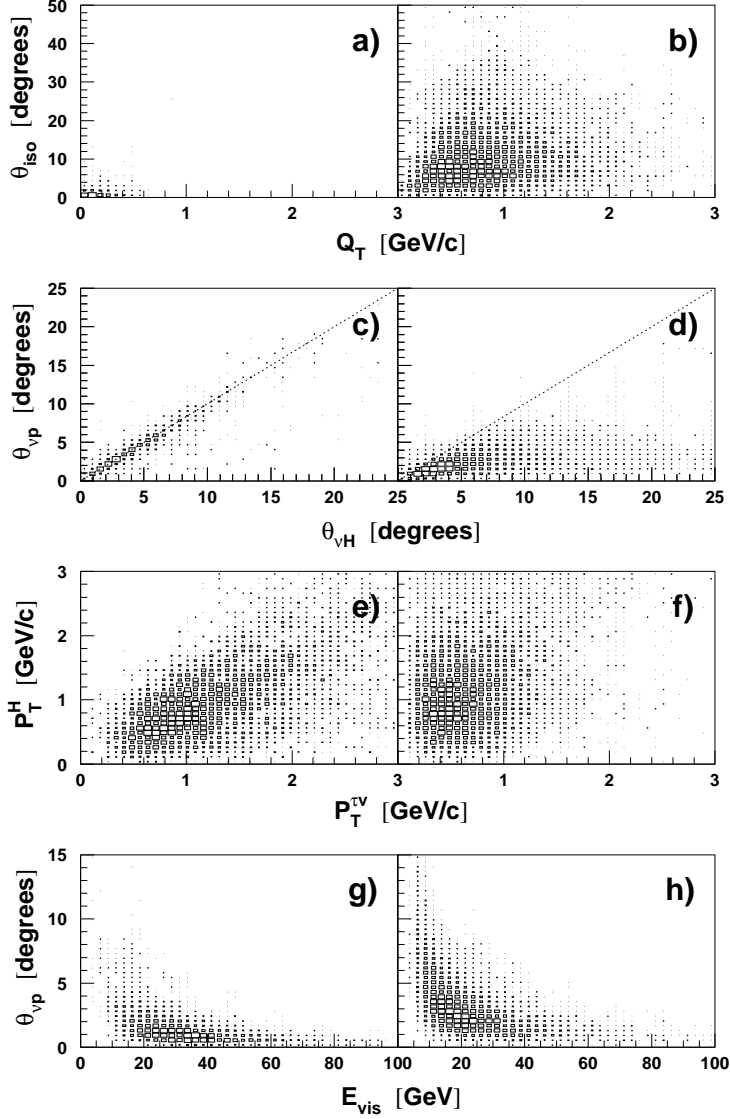 50
40
30
20
10
0
θiso [degrees]
a)
b)
0 1 2 3 1 2 3
QT [GeV/c]
25
20
15
10
5
0
θνp [degrees]
c)
d)
0 5 10 15 20 25 5 10 15 20 25
θνH [degrees]
3
2
1
0
PTH [GeV/c]
e)
f)
0 1 2 3 1 2 3
PTτν [GeV/c]
15
10
5
0
θνp [degrees]
g)
h)
0 20 40 60 80 100 20 40 60 80 100
Evis [GeV]